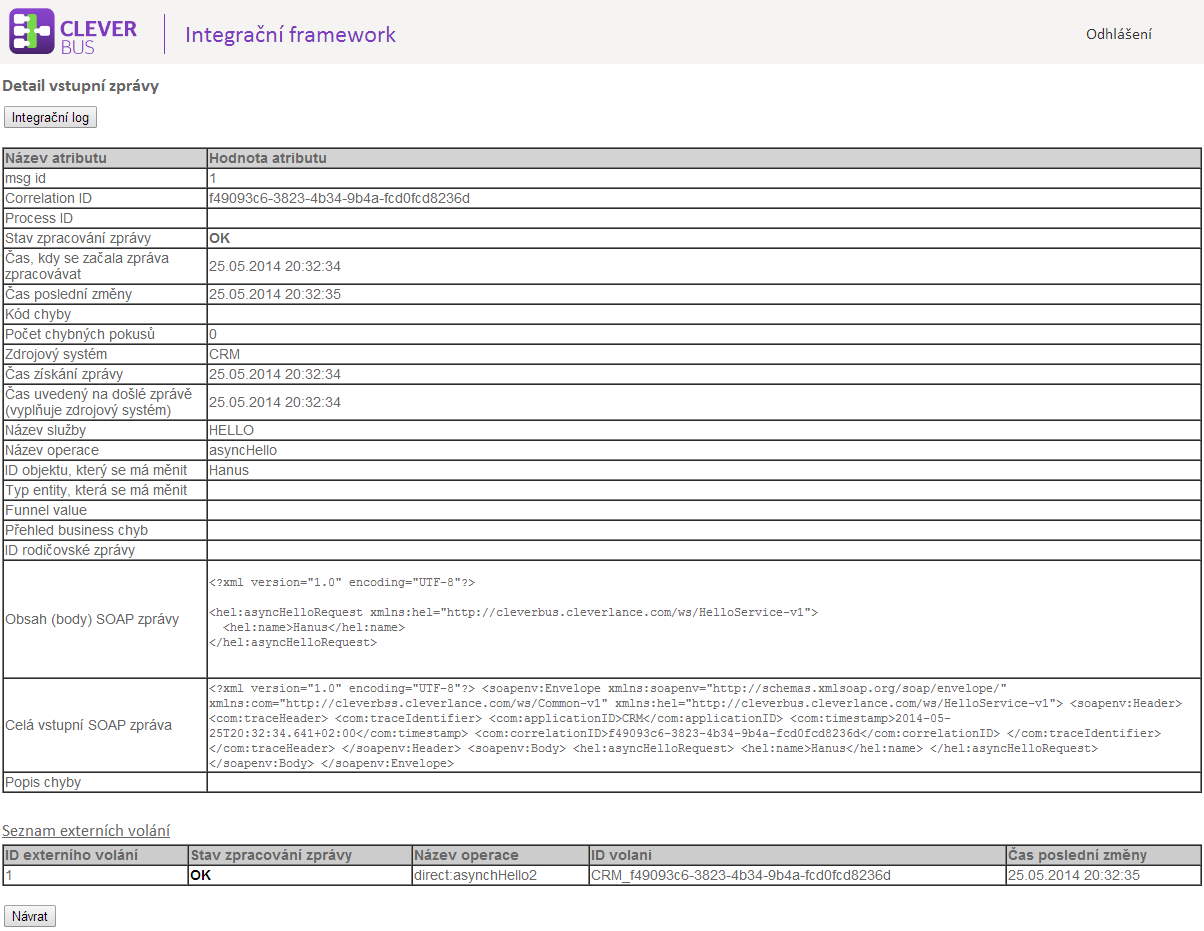 CLEVER
BUS
Integrační framework
Odhlášení
Detail vstupní zprávy
Integrační log
Název atributu Hodnota atributu
msg id 1
Correlation ID f49093c6-3823-4b34-9b4a-fcd0fcd8236d
Process ID
Stav zpracování zprávy OK
Čas, kdy se začala zpráva
zpracovávat 25.05.2014 20:32:34
Čas poslední změny 25.05.2014 20:32:35
Kód chyby
Počet chybných pokusů 0
Zdrojový systém CRM
Čas získání zprávy 25.05.2014 20:32:34
Čas uvedený na došlé zprávě
(vyplňuje zdrojový systém) 25.05.2014 20:32:34
Název služby HELLO
Název operace asyncHello
ID objektu, který se má měnit Hanus
Typ entity, která se má měnit
Funnel value
Přehled business chyb
ID rodičovské zprávy
Obsah (body) SOAP zprávy
<?xml version="1.0" encoding="UTF-8"?>
<hel:asyncHelloRequest xmlns:hel="http://cleverbus.cleverlance.com/ws/HelloService-v1">
<hel:name>Hanus</hel:name>
</hel:asyncHelloRequest>
Celá vstupní SOAP zpráva
<?xml version="1.0" encoding="UTF-8"?> <soapenv:Envelope xmlns:soapenv="http://schemas.xmlsoap.org/soap/envelope/"
xmlns:com="http://cleverbss.cleverlance.com/ws/Common-v1" xmlns:hel="http://cleverbus.cleverlance.com/ws/HelloService-v1"> <soapenv:Header>
<com:traceHeader> <com:traceIdentifier> <com:applicationID>CRM</com:applicationID> <com:timestamp>2014-05-
25T20:32:34.641+02:00</com:timestamp> <com:correlationID>f49093c6-3823-4b34-9b4a-fcd0fcd8236d</com:correlationID> </com:traceIdentifier>
</com:traceHeader> </soapenv:Header> <soapenv:Body> <hel:asyncHelloRequest> <hel:name>Hanus</hel:name> </hel:asyncHelloRequest>
</soapenv:Body> </soapenv:Envelope>
Popis chyby
Seznam externích volání
ID externího volání Stav zpracování zprávy Název operace ID volani Čas poslední změny
1 OK direct:asynchHello2 CRM_f49093c6-3823-4b34-9b4a-fcd0fcd8236d 25.05.2014 20:32:35
Návrat